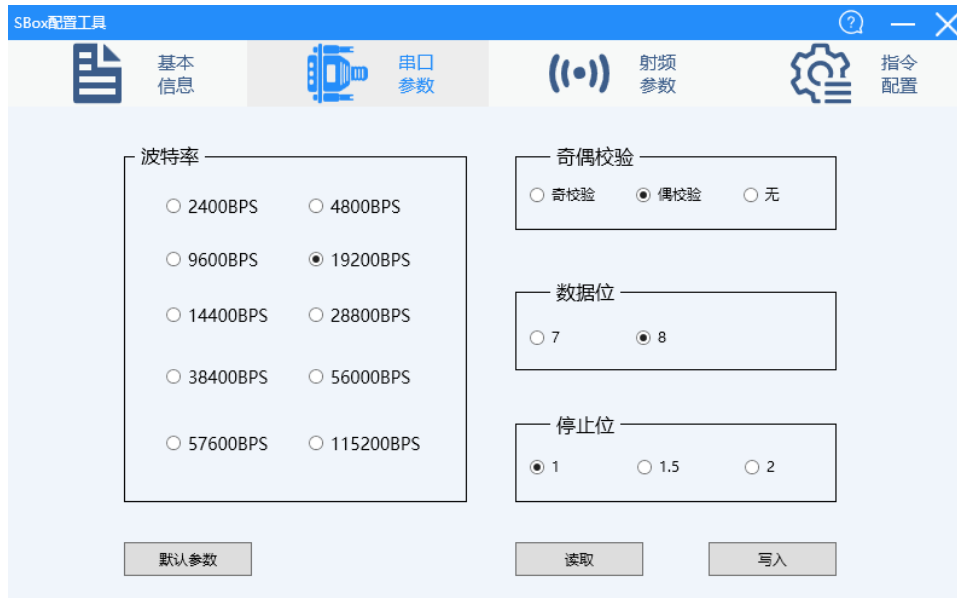 SBox配置工具
基本
信息
串口
参数
射频
参数
指令
配置
波特率
2400BPS 4800BPS
9600BPS 19200BPS
14400BPS 28800BPS
38400BPS 56000BPS
57600BPS 115200BPS
奇偶校验
奇校验 偶校验 无
数据位
7 8
停止位
1 1.5 2
默认参数 读取 写入